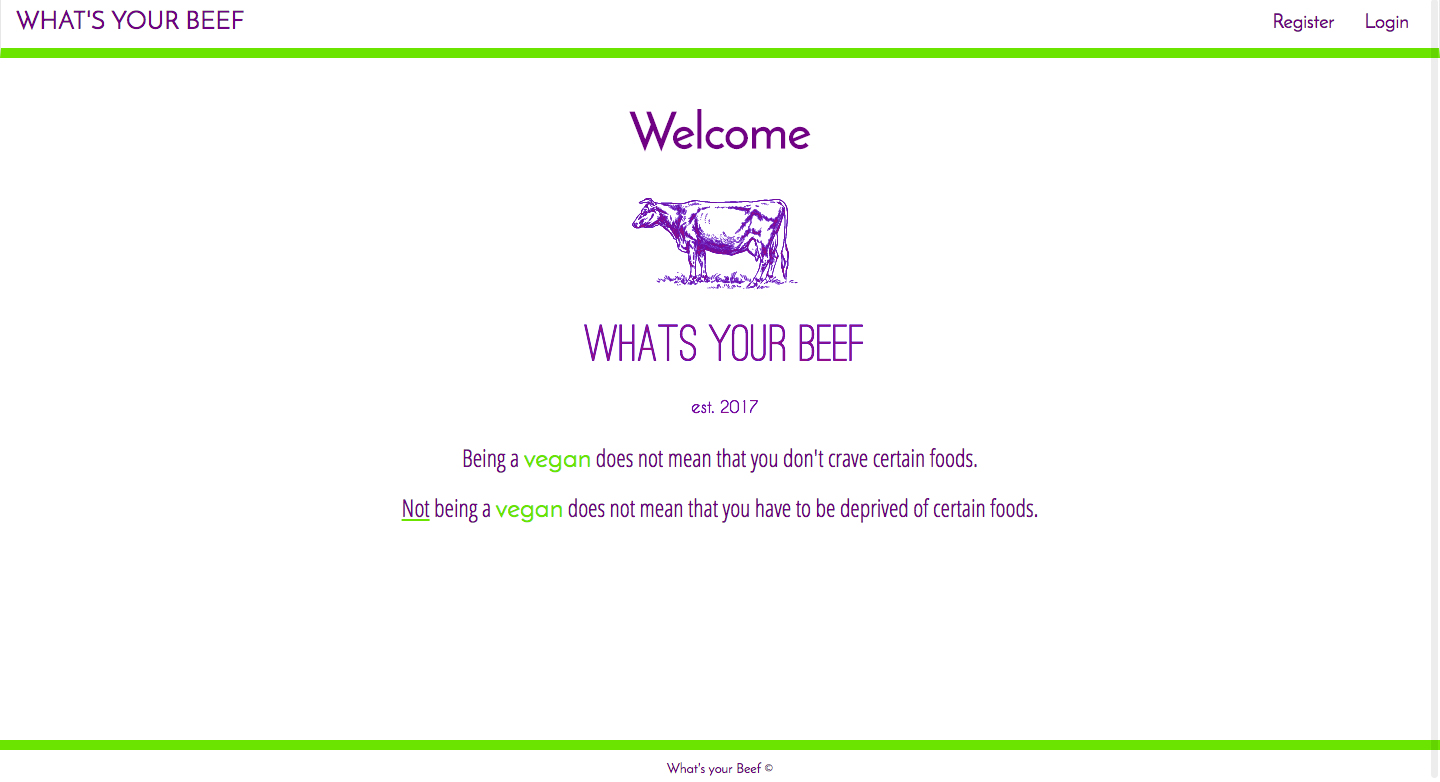 WHAT'S YOUR BEEF
Register Login
Welcome
WHATS YOUR BEEF
est. 2017
Being a vegan does not mean that you don't crave certain foods.
Not being a vegan does not mean that you have to be deprived of certain foods.
What's your Beef ©